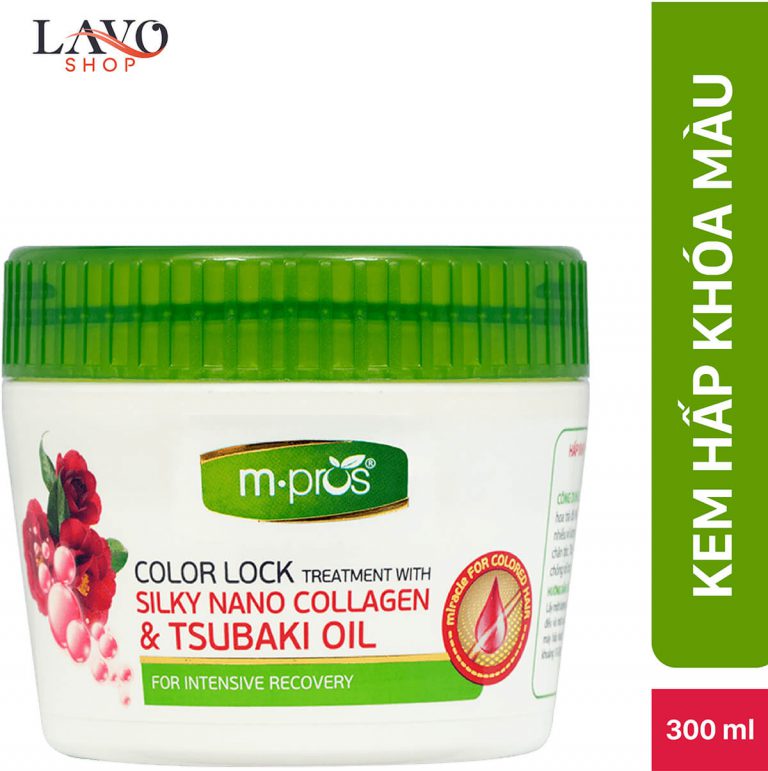 LAVO
SHOP
m·pros®
COLOR LOCK TREATMENT WITH
SILKY NANO COLLAGEN
& TSUBAKI OIL
FOR INTENSIVE RECOVERY
miracle FOR COLORED HAIR
KEM HẤP KHÓA MÀU
300 ml